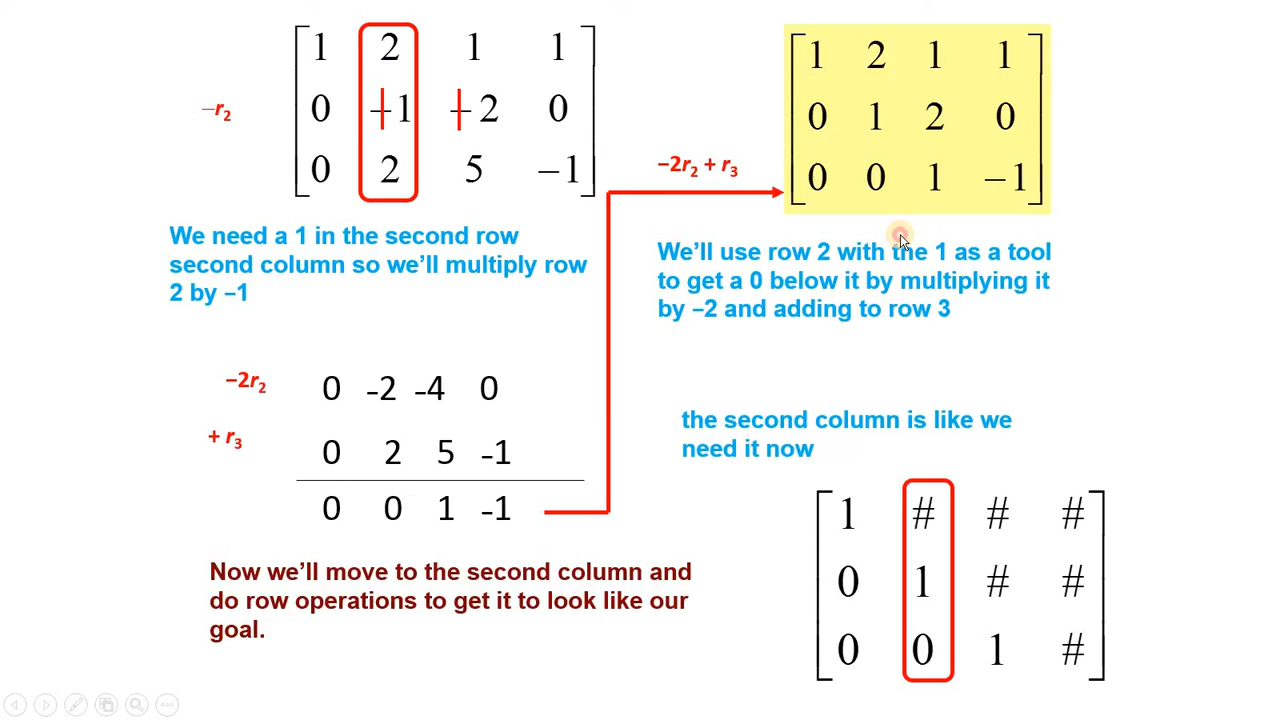 1 2 1 1
−r₂ 0 −1 −2 0
0 2 5 −1
We need a 1 in the second row
second column so we'll multiply row
2 by −1
−2r₂ + r₃
1 2 1 1
0 1 2 0
0 0 1 −1
We'll use row 2 with the 1 as a tool
to get a 0 below it by multiplying it
by −2 and adding to row 3
−2r₂ 0 -2 -4 0
+ r₃ 0 2 5 -1
0 0 1 -1
the second column is like we
need it now
1 # # #
0 1 # #
0 0 1 #
Now we'll move to the second column and
do row operations to get it to look like our
goal.